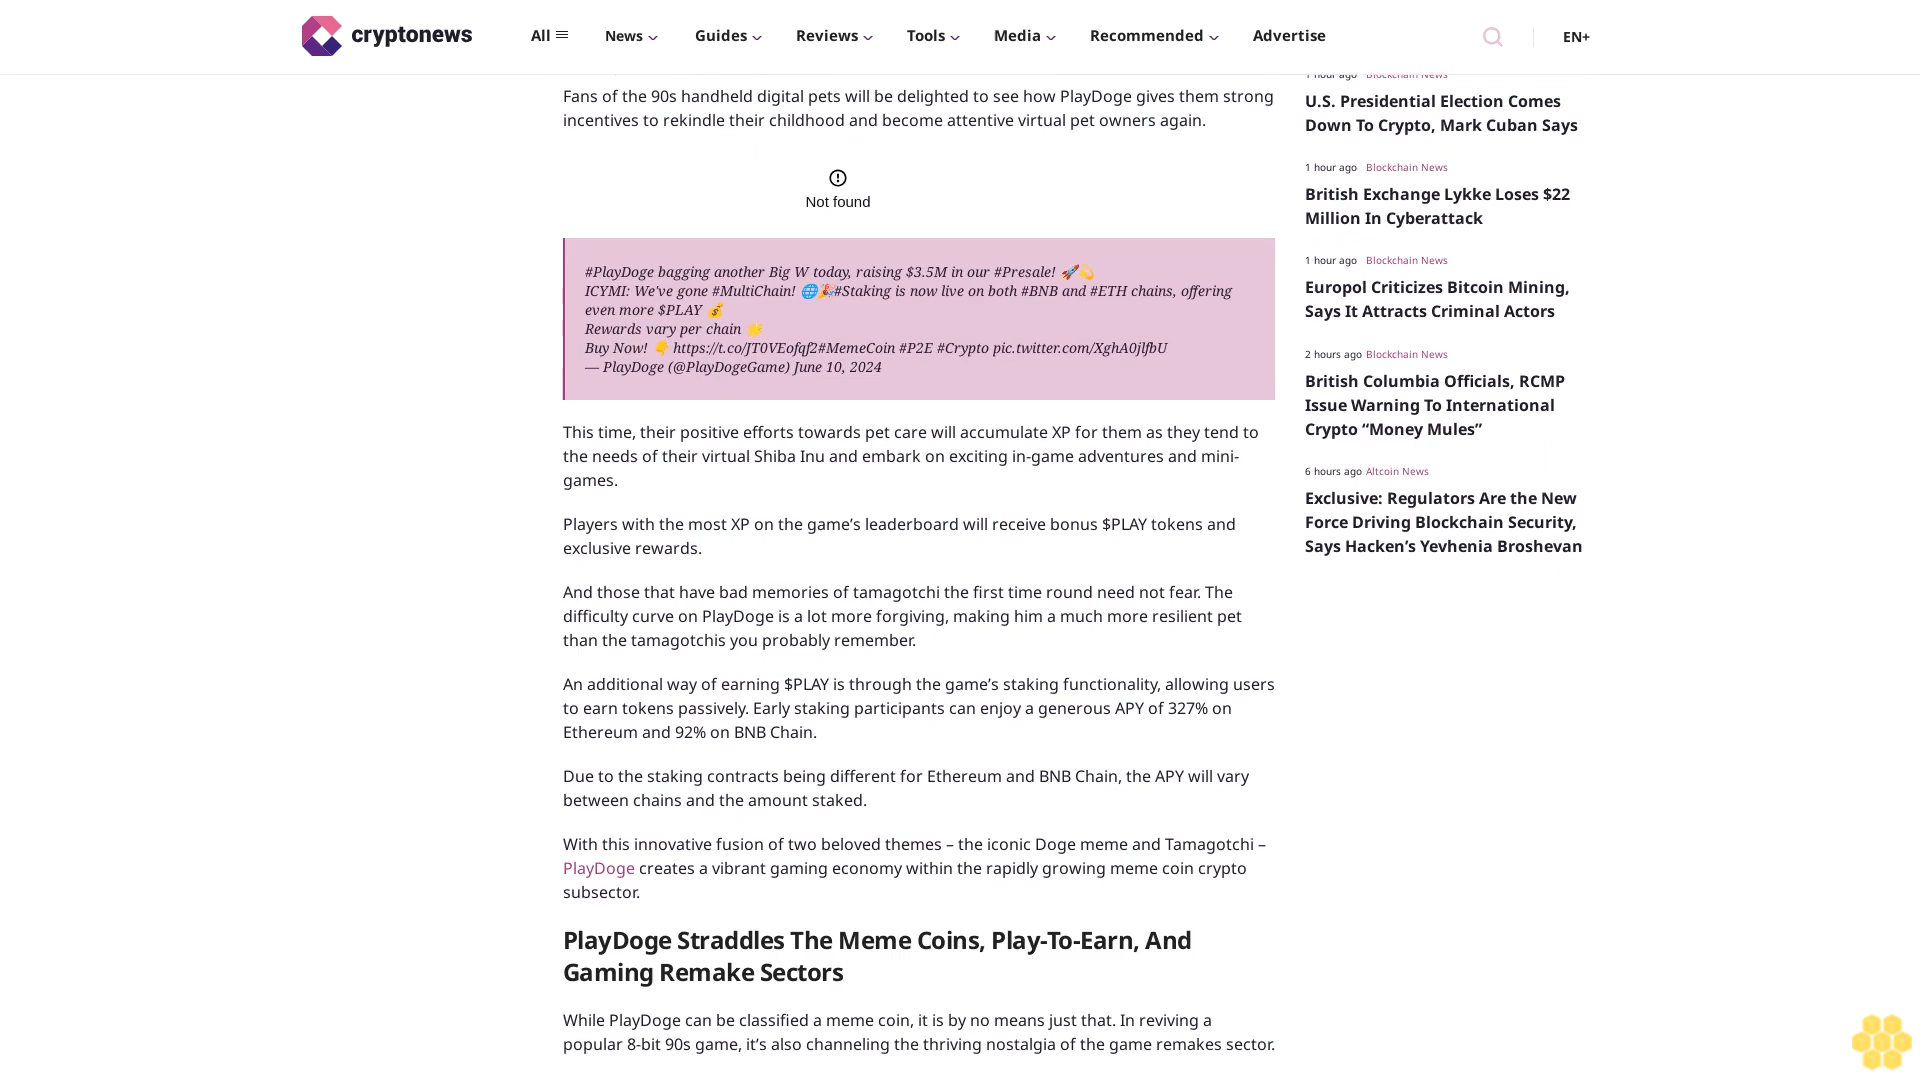 cryptonews
All
News
Guides
Reviews
Tools
Media
Recommended
Advertise
EN+
Fans of the 90s handheld digital pets will be delighted to see how PlayDoge gives them strong
incentives to rekindle their childhood and become attentive virtual pet owners again.
Not found
#PlayDoge bagging another Big W today, raising $3.5M in our #Presale! 🚀💫
ICYMI: We've gone #MultiChain! 🌐🎉#Staking is now live on both #BNB and #ETH chains, offering
even more $PLAY 💰
Rewards vary per chain 🌟
Buy Now! 👇 https://t.co/JT0VEofqf2#MemeCoin #P2E #Crypto pic.twitter.com/XghA0jlfbU
— PlayDoge (@PlayDogeGame) June 10, 2024
This time, their positive efforts towards pet care will accumulate XP for them as they tend to
the needs of their virtual Shiba Inu and embark on exciting in-game adventures and mini-
games.
Players with the most XP on the game’s leaderboard will receive bonus $PLAY tokens and
exclusive rewards.
And those that have bad memories of tamagotchi the first time round need not fear. The
difficulty curve on PlayDoge is a lot more forgiving, making him a much more resilient pet
than the tamagotchis you probably remember.
An additional way of earning $PLAY is through the game’s staking functionality, allowing users
to earn tokens passively. Early staking participants can enjoy a generous APY of 327% on
Ethereum and 92% on BNB Chain.
Due to the staking contracts being different for Ethereum and BNB Chain, the APY will vary
between chains and the amount staked.
With this innovative fusion of two beloved themes – the iconic Doge meme and Tamagotchi –
PlayDoge creates a vibrant gaming economy within the rapidly growing meme coin crypto
subsector.
PlayDoge Straddles The Meme Coins, Play-To-Earn, And
Gaming Remake Sectors
While PlayDoge can be classified a meme coin, it is by no means just that. In reviving a
popular 8-bit 90s game, it’s also channeling the thriving nostalgia of the game remakes sector.
1 hour ago Blockchain News
U.S. Presidential Election Comes
Down To Crypto, Mark Cuban Says
1 hour ago Blockchain News
British Exchange Lykke Loses $22
Million In Cyberattack
1 hour ago Blockchain News
Europol Criticizes Bitcoin Mining,
Says It Attracts Criminal Actors
2 hours ago Blockchain News
British Columbia Officials, RCMP
Issue Warning To International
Crypto “Money Mules”
6 hours ago Altcoin News
Exclusive: Regulators Are the New
Force Driving Blockchain Security,
Says Hacken’s Yevhenia Broshevan